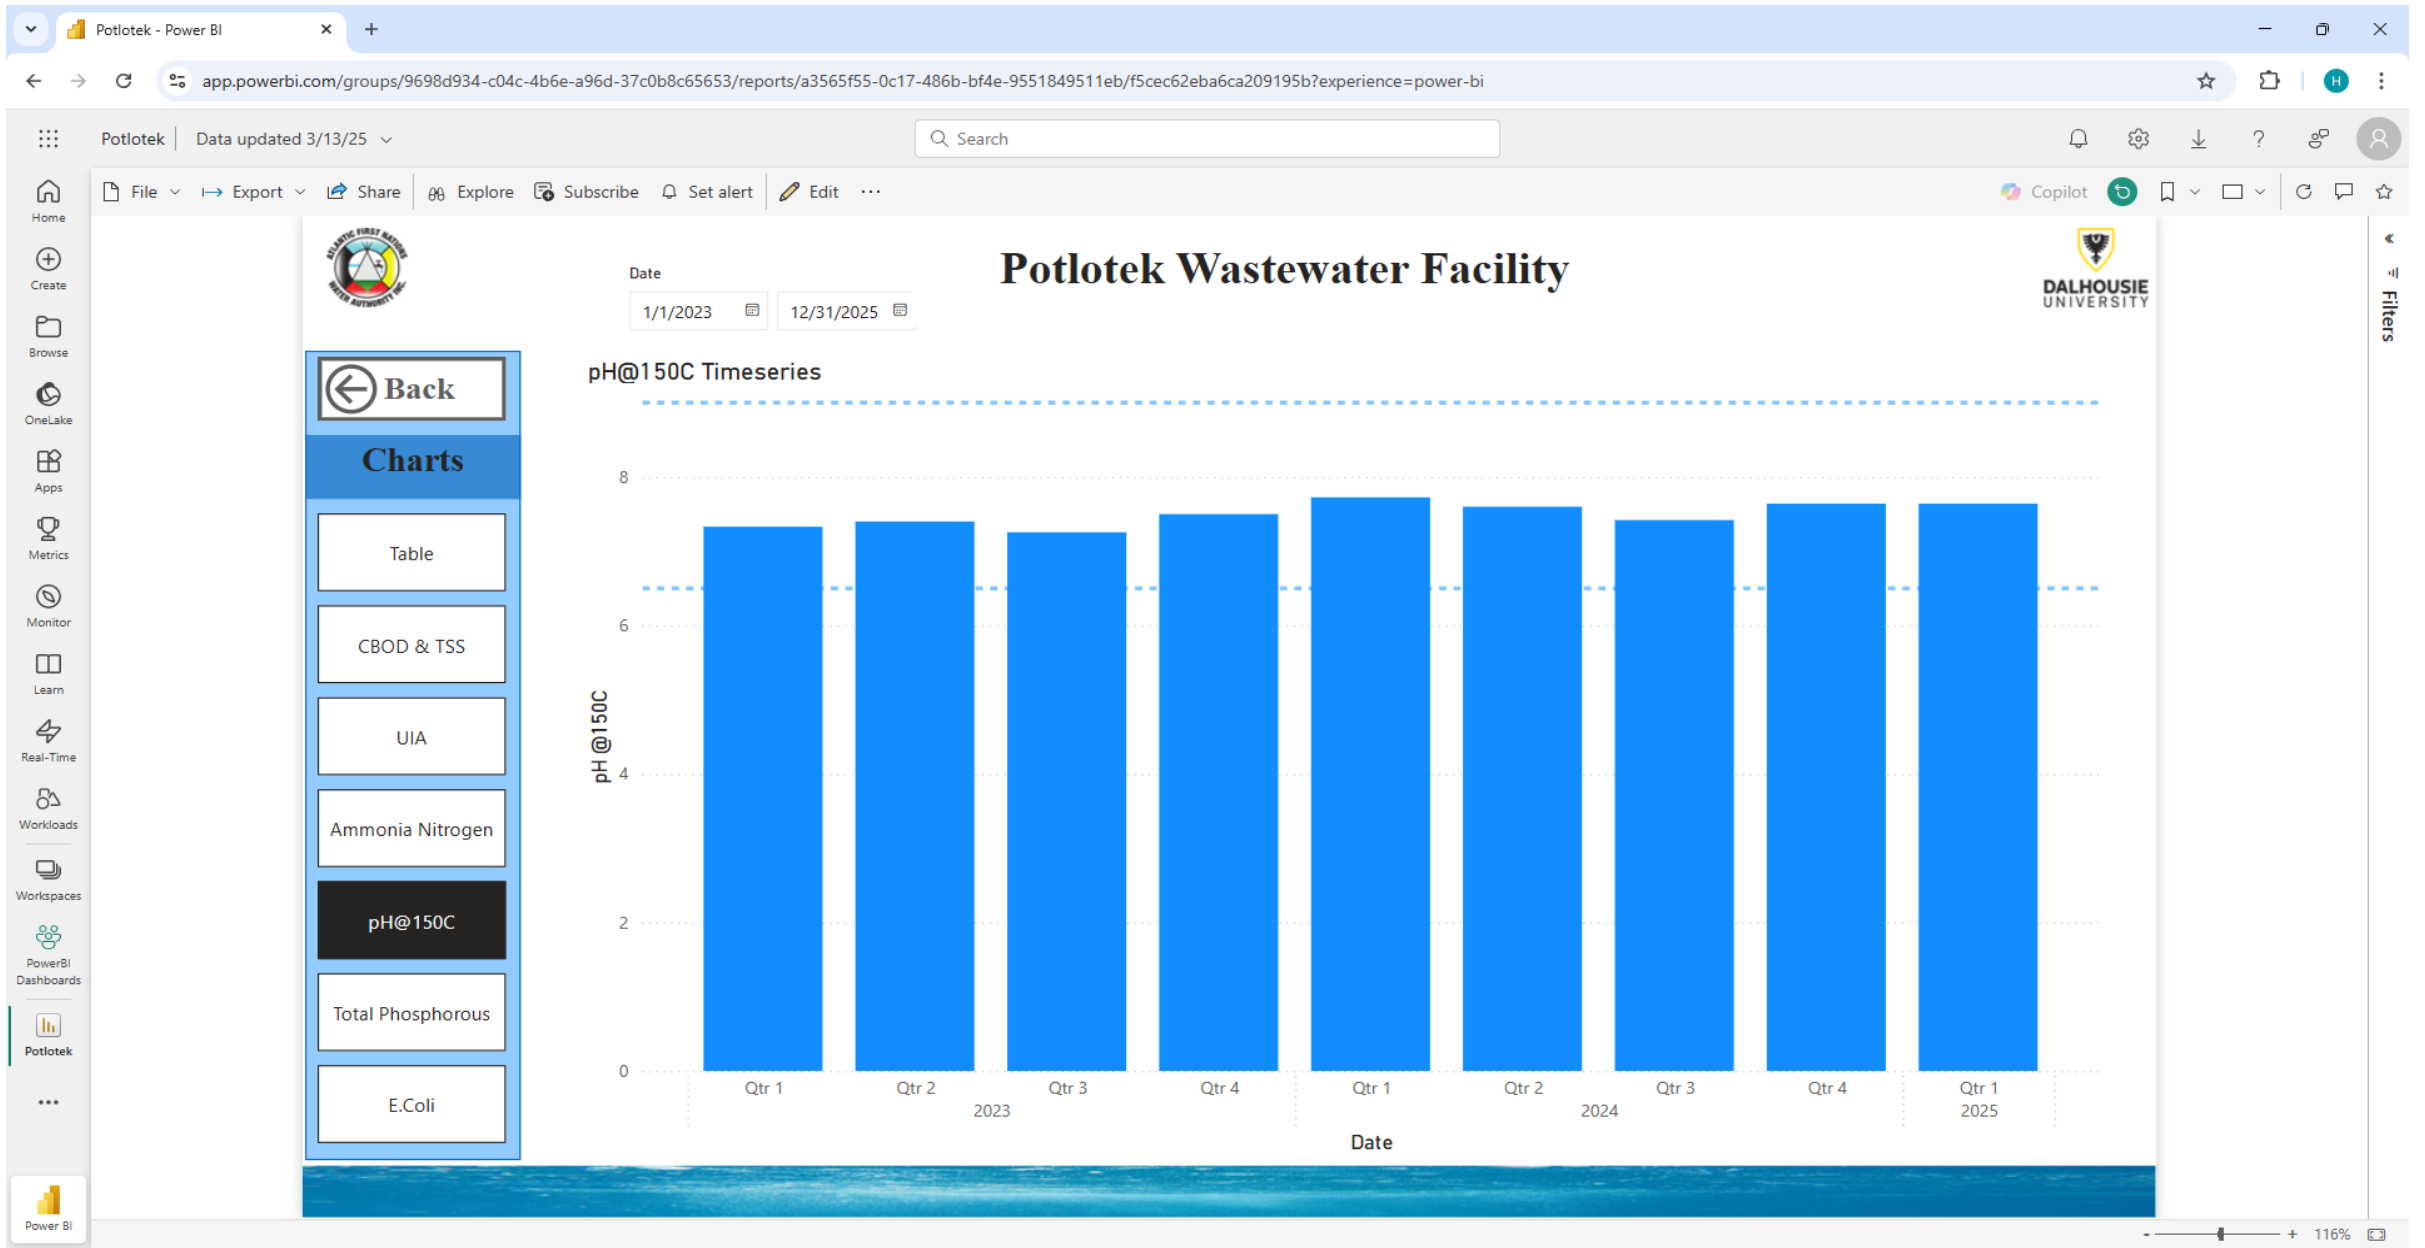 Potlotek - Power BI
app.powerbi.com/groups/9698d934-c04c-4b6e-a96d-37c0b8c65653/reports/a3565f55-0c17-486b-bf4e-9551849511eb/f5cec62eba6ca209195b?experience=power-bi
H
Potlotek
Data updated 3/13/25
Search
File
Export
Share
Explore
Subscribe
Set alert
Edit
Copilot
Home
Create
Browse
OneLake
Apps
Metrics
Monitor
Learn
Real-Time
Workloads
Workspaces
PowerBI
Dashboards
Potlotek
Power BI
ATLANTIC FIRST NATIONS
WATER AUTHORITY INC.
Date
1/1/2023
12/31/2025
Potlotek Wastewater Facility
DALHOUSIE
UNIVERSITY
Filters
Back
Charts
Table
CBOD & TSS
UIA
Ammonia Nitrogen
pH@150C
Total Phosphorous
E.Coli
pH@150C Timeseries
pH @150C
8
6
4
2
0
Qtr 1
Qtr 2
Qtr 3
Qtr 4
Qtr 1
Qtr 2
Qtr 3
Qtr 4
Qtr 1
2023
2024
2025
Date
116%